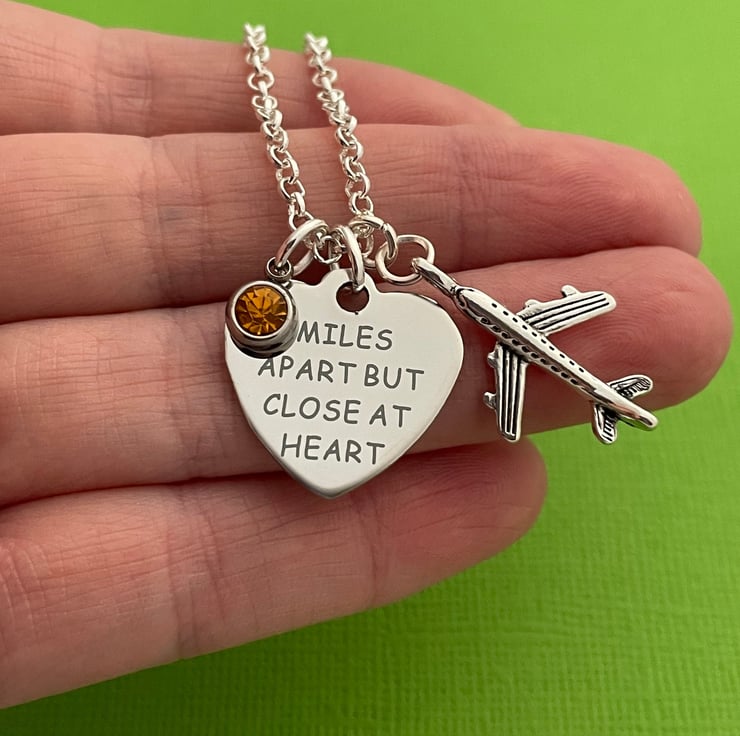 MILES
APART BUT
CLOSE AT
HEART